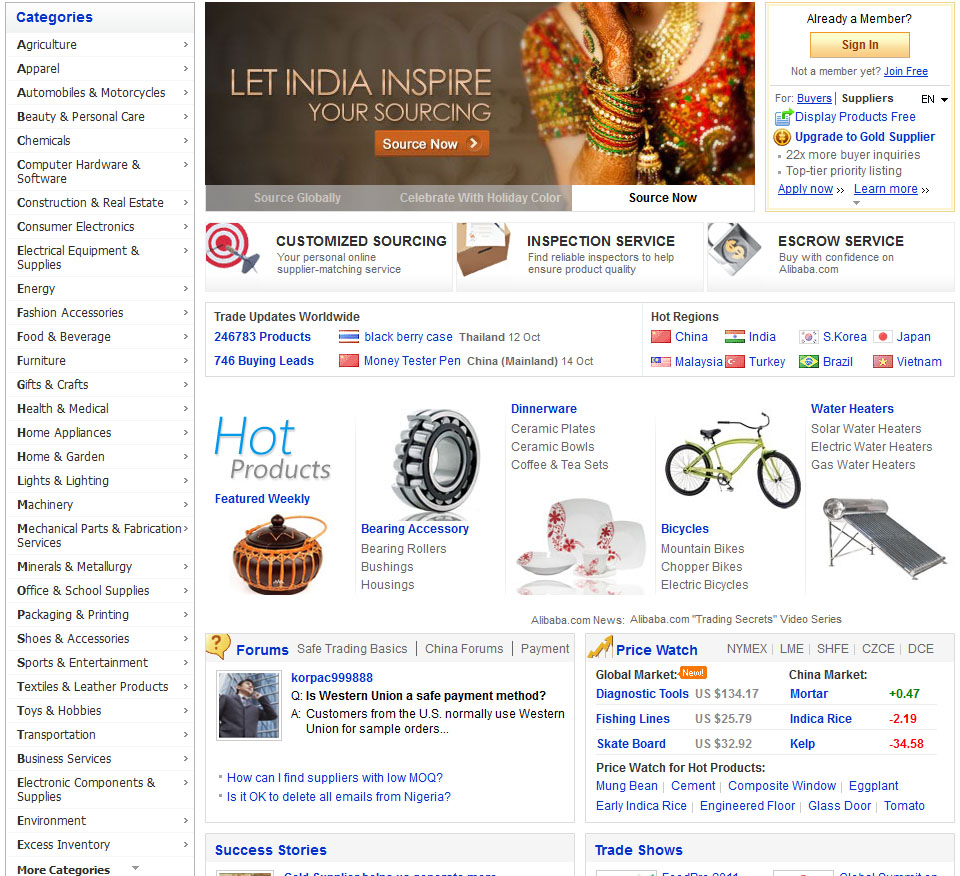 Categories
Agriculture
Apparel
Automobiles & Motorcycles
Beauty & Personal Care
Chemicals
Computer Hardware &
Software
Construction & Real Estate
Consumer Electronics
Electrical Equipment &
Supplies
Energy
Fashion Accessories
Food & Beverage
Furniture
Gifts & Crafts
Health & Medical
Home Appliances
Home & Garden
Lights & Lighting
Machinery
Mechanical Parts & Fabrication
Services
Minerals & Metallurgy
Office & School Supplies
Packaging & Printing
Shoes & Accessories
Sports & Entertainment
Textiles & Leather Products
Toys & Hobbies
Transportation
Business Services
Electronic Components &
Supplies
Environment
Excess Inventory
More Categories
LET INDIA INSPIRE
YOUR SOURCING
Source Now
Source Globally Celebrate With Holiday Color Source Now
Already a Member?
Sign In
Not a member yet? Join Free
For: Buyers | Suppliers EN
Display Products Free
Upgrade to Gold Supplier
22x more buyer inquiries
Top-tier priority listing
Apply now >> Learn more >>
CUSTOMIZED SOURCING
Your personal online
supplier-matching service
INSPECTION SERVICE
Find reliable inspectors to help
ensure product quality
ESCROW SERVICE
Buy with confidence on
Alibaba.com
Trade Updates Worldwide
246783 Products black berry case Thailand 12 Oct
746 Buying Leads Money Tester Pen China (Mainland) 14 Oct
Hot Regions
China India S.Korea Japan
Malaysia Turkey Brazil Vietnam
Hot
Products
Featured Weekly
Bearing Accessory
Bearing Rollers
Bushings
Housings
Dinnerware
Ceramic Plates
Ceramic Bowls
Coffee & Tea Sets
Bicycles
Mountain Bikes
Chopper Bikes
Electric Bicycles
Water Heaters
Solar Water Heaters
Electric Water Heaters
Gas Water Heaters
Alibaba.com News: Alibaba.com "Trading Secrets" Video Series
? Forums Safe Trading Basics | China Forums | Payment
korpac999888
Q: Is Western Union a safe payment method?
A: Customers from the U.S. normally use Western
Union for sample orders...
How can I find suppliers with low MOQ?
Is it OK to delete all emails from Nigeria?
Price Watch NYMEX | LME | SHFE | CZCE | DCE
Global Market: New! China Market:
Diagnostic Tools US $134.17 Mortar +0.47
Fishing Lines US $25.79 Indica Rice -2.19
Skate Board US $32.92 Kelp -34.58
Price Watch for Hot Products:
Mung Bean | Cement | Composite Window | Eggplant
Early Indica Rice | Engineered Floor | Glass Door | Tomato
Success Stories
Gold Supplier helps us generate more
Trade Shows
FoodPro 2011
Global Summit on